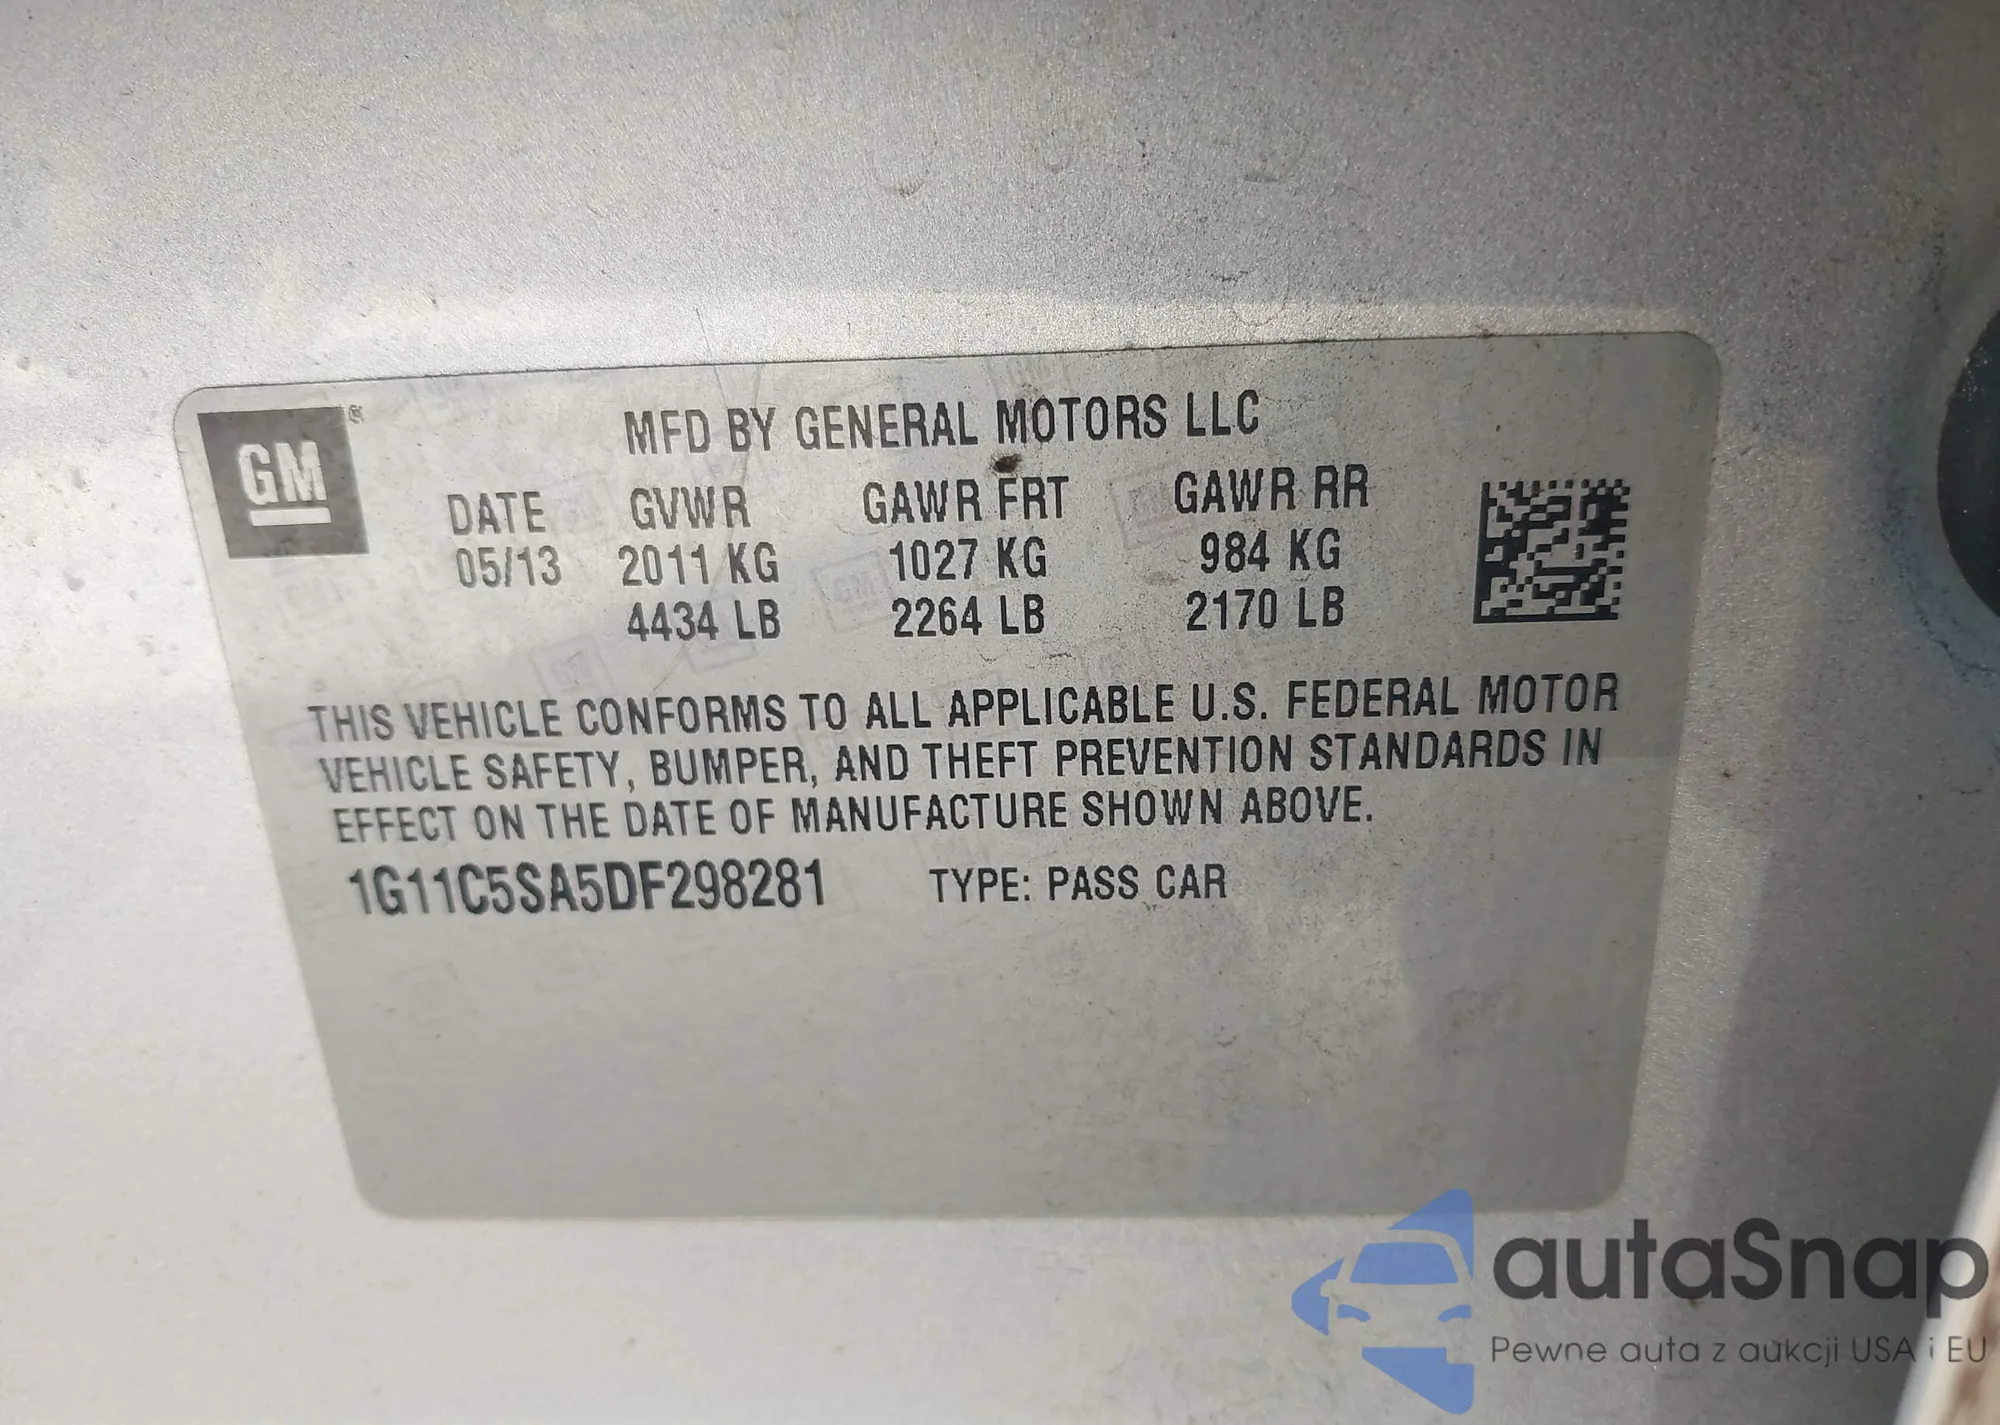 GM®
MFD BY GENERAL MOTORS LLC
DATE GVWR GAWR FRT GAWR RR
05/13 2011 KG 1027 KG 984 KG
4434 LB 2264 LB 2170 LB
THIS VEHICLE CONFORMS TO ALL APPLICABLE U.S. FEDERAL MOTOR
VEHICLE SAFETY, BUMPER, AND THEFT PREVENTION STANDARDS IN
EFFECT ON THE DATE OF MANUFACTURE SHOWN ABOVE.
1G11C5SA5DF298281 TYPE: PASS CAR
autaSnap
Pewne auta z aukcji USA i EU